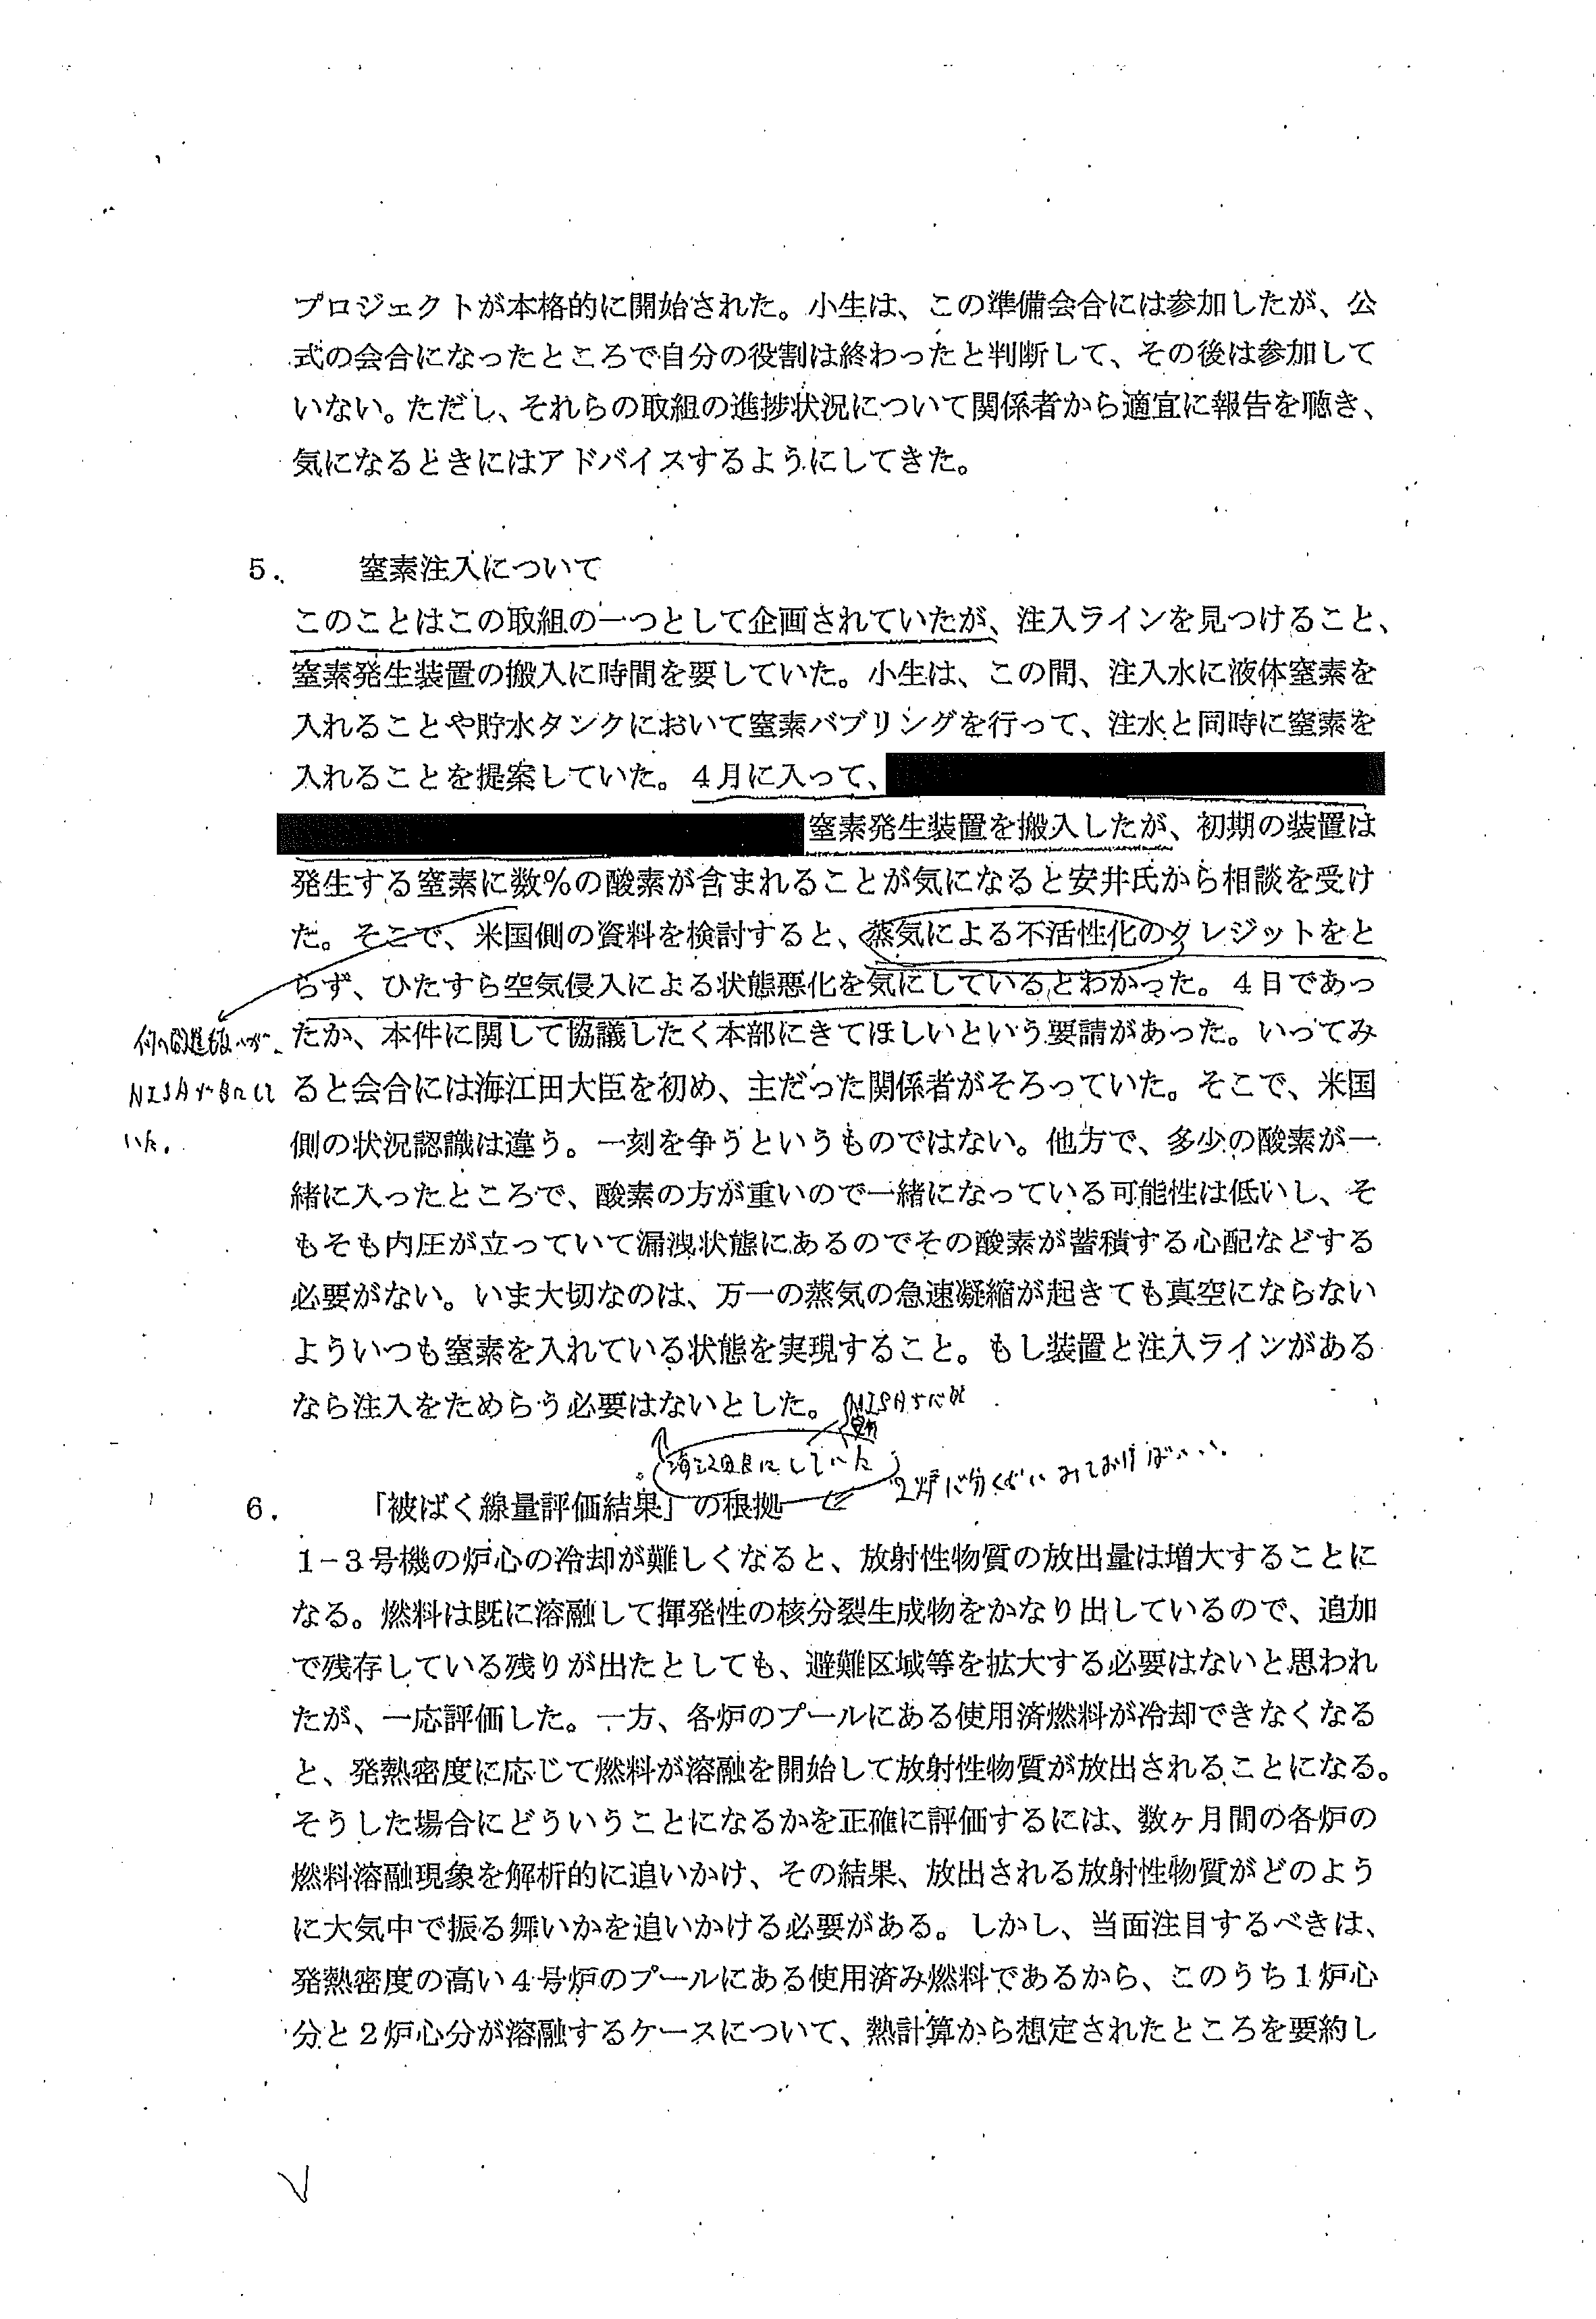 プロジェクトが本格的に開始された。小生は、この準備会合には参加したが、公
式の会合になったところで自分の役割は終わったと判断して、その後は参加して
いない。ただし、それらの取組の進捗状況について関係者から適宜に報告を聴き、
気になるときにはアドバイスするようにしてきた。
5.　窒素注入について
このことはこの取組の一つとして企画されていたが、注入ラインを見つけること、
窒素発生装置の搬入に時間を要していた。小生は、この間、注入水に液体窒素を
入れることや貯水タンクにおいて窒素バブリングを行って、注水と同時に窒素を
入れることを提案していた。4月に入って、
窒素発生装置を搬入したが、初期の装置は
発生する窒素に数%の酸素が含まれることが気になると安井氏から相談を受け
た。そこで、米国側の資料を検討すると、蒸気による不活性化のクレジットをと
らず、ひたすら空気侵入による状態悪化を気にしているとわかった。4日であっ
たか、本件に関して協議したく本部にきてほしいという要請があった。いってみ
ると会合には海江田大臣を初め、主だった関係者がそろっていた。そこで、米国
側の状況認識は違う。一刻を争うというものではない。他方で、多少の酸素が一
緒に入ったところで、酸素の方が重いので一緒になっている可能性は低いし、そ
もそも内圧が立っていて漏洩状態にあるのでその酸素が蓄積する心配などする
必要がない。いま大切なのは、万一の蒸気の急速凝縮が起きても真空にならない
よういつも窒素を入れている状態を実現すること。もし装置と注入ラインがある
なら注入をためらう必要はないとした。
NISA
いた。
NISA
気にしていた
2炉心分くらいみておけばいい
6.　「被ばく線量評価結果」の根拠
1－3号機の炉心の冷却が難しくなると、放射性物質の放出量は増大することに
なる。燃料は既に溶融して揮発性の核分裂生成物をかなり出しているので、追加
で残存している残りが出たとしても、避難区域等を拡大する必要はないと思われ
たが、一応評価した。一方、各炉のプールにある使用済燃料が冷却できなくなる
と、発熱密度に応じて燃料が溶融を開始して放射性物質が放出されることになる。
そうした場合にどういうことになるかを正確に評価するには、数ヶ月間の各炉の
燃料溶融現象を解析的に追いかけ、その結果、放出される放射性物質がどのよう
に大気中で振る舞いかを追いかける必要がある。しかし、当面注目するべきは、
発熱密度の高い4号炉のプールにある使用済み燃料であるから、このうち1炉心
分と2炉心分が溶融するケースについて、熱計算から想定されたところを要約し